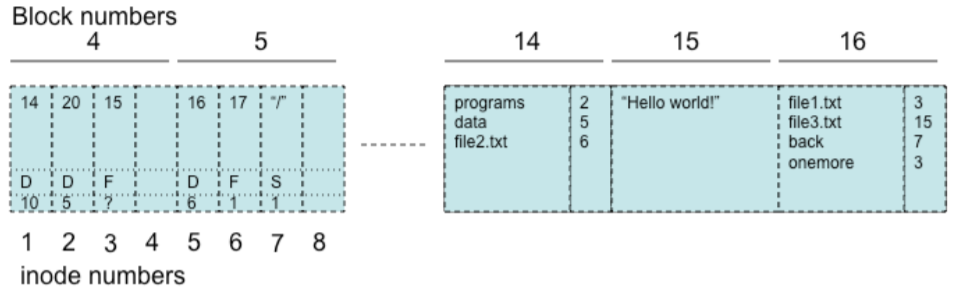 Block numbers
4 5 14 15 16
14 20 15 16 17 "/" programs 2 "Hello world!" file1.txt 3
data 5 file3.txt 15
file2.txt 6 back 7
onemore 3
D D F D F S
10 5 ? 6 1 1
1 2 3 4 5 6 7 8
inode numbers